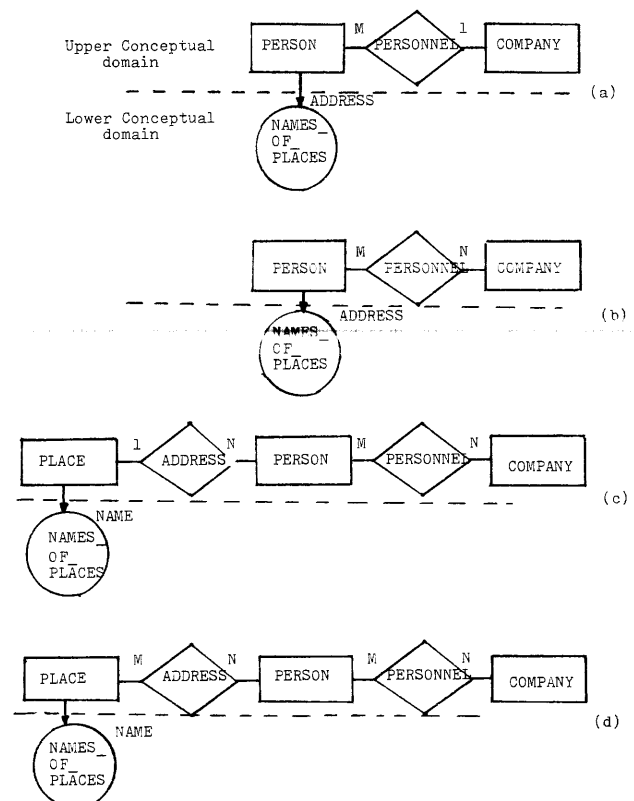 Upper Conceptual
domain
PERSON
M
PERSONNEL
1
COMPANY
(a)
Lower Conceptual
domain
ADDRESS
NAMES_
OF_
PLACES
PERSON
M
PERSONNEL
N
COMPANY
(b)
ADDRESS
NAMES_
OF_
PLACES
PLACE
1
ADDRESS
N
PERSON
M
PERSONNEL
N
COMPANY
(c)
NAME
NAMES_
OF_
PLACES
PLACE
M
ADDRESS
N
PERSON
M
PERSONNEL
N
COMPANY
(d)
NAME
NAMES_
OF_
PLACES